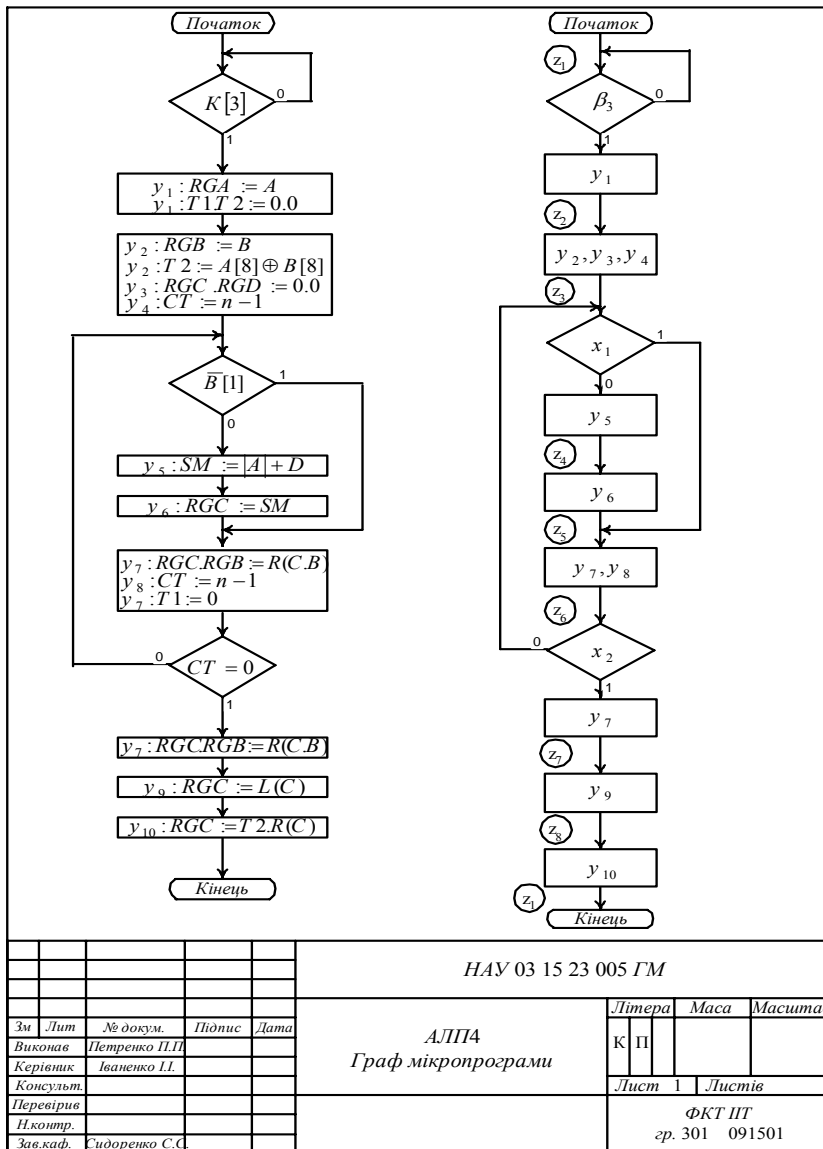 Початок
K[3]
0
1
y₁ : RGA := A
y₁ : T1.T2 := 0.0
y₂ : RGB := B
y₂ : T2 := A[8] ⊕ B[8]
y₃ : RGC.RGD := 0.0
y₄ : CT := n − 1
B̅[1]
1
0
y₅ : SM := |A| + D
y₆ : RGC := SM
y₇ : RGC.RGB := R(C.B)
y₈ : CT := n − 1
y₇ : T1 := 0
0
CT = 0
1
y₇ : RGC.RGB := R(C.B)
y₉ : RGC := L(C)
y₁₀ : RGC := T2.R(C)
Кінець
Початок
z₁
β₃
0
1
y₁
z₂
y₂, y₃, y₄
z₃
x₁
1
0
y₅
z₄
y₆
z₅
y₇, y₈
z₆
0
x₂
1
y₇
z₇
y₉
z₈
y₁₀
z₁
Кінець
НАУ 03 15 23 005 ГМ
Зм Лит № докум. Підпис Дата
Виконав Петренко П.П
Керівник Іваненко І.І.
Консульт.
Перевірив
Н.контр.
Зав.каф. Сидоренко С.С.
АЛП4
Граф мікропрограми
Літера Маса Масшта
К П
Лист 1 Листів
ФКТ ІІТ
гр. 301 091501